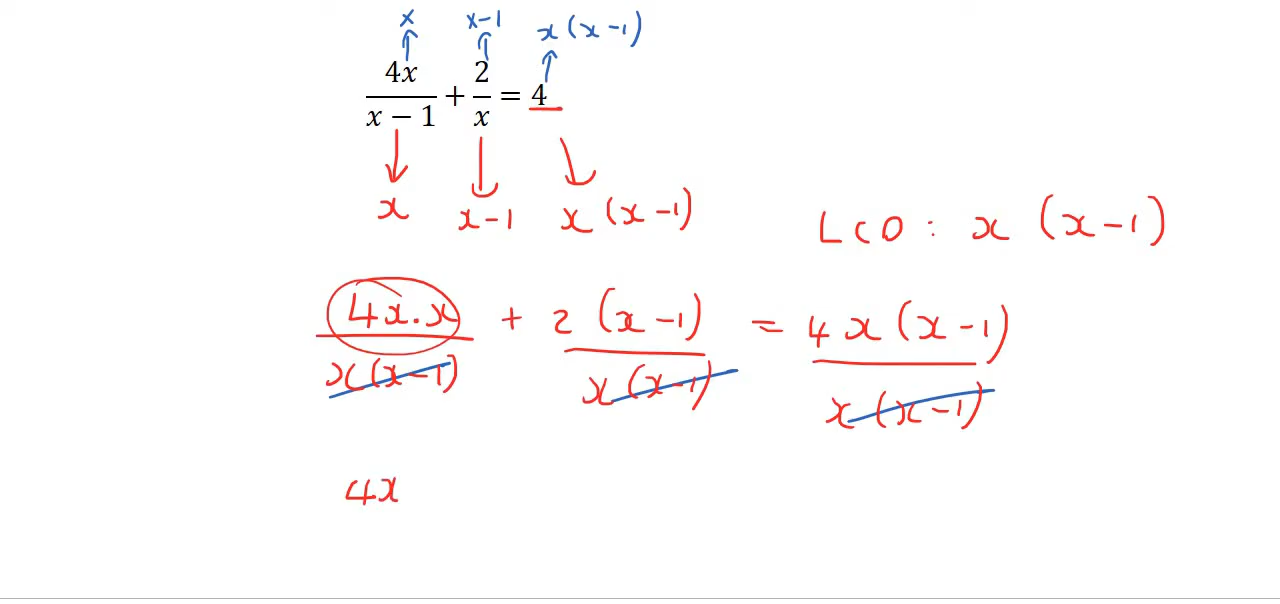 x x-1 x(x-1)
4x/(x − 1) + 2/x = 4
x x-1 x(x-1)
LCD : x(x-1)
4x.x + 2(x-1) = 4x(x-1)
x(x-1) x(x-1) x(x-1)
4x